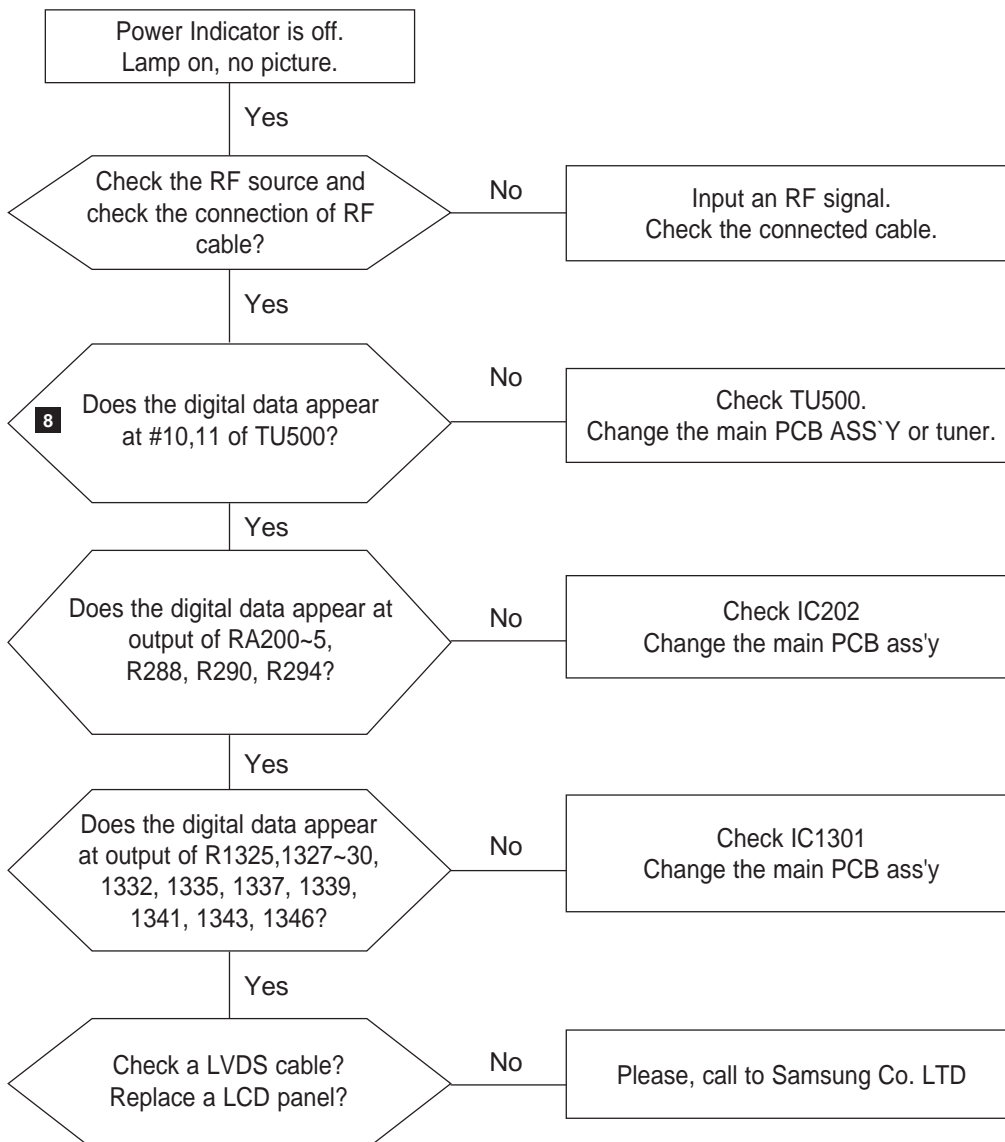 Power Indicator is off.
Lamp on, no picture.
Yes
Check the RF source and
check the connection of RF
cable?
No
Input an RF signal.
Check the connected cable.
Yes
8
Does the digital data appear
at #10,11 of TU500?
No
Check TU500.
Change the main PCB ASS`Y or tuner.
Yes
Does the digital data appear at
output of RA200~5,
R288, R290, R294?
No
Check IC202
Change the main PCB ass'y
Yes
Does the digital data appear
at output of R1325,1327~30,
1332, 1335, 1337, 1339,
1341, 1343, 1346?
No
Check IC1301
Change the main PCB ass'y
Yes
Check a LVDS cable?
Replace a LCD panel?
No
Please, call to Samsung Co. LTD